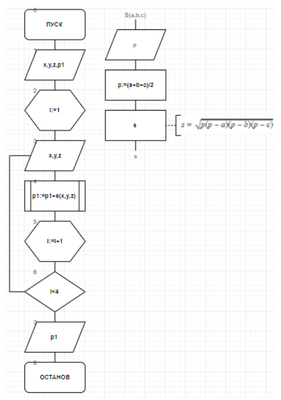 0
ПУСК
1
x,y,z,p1
2
i:=1
3
x,y,z
4
p1:=p1+s(x,y,z)
5
i:=i+1
6
i<4
7
p1
8
ОСТАНОВ
S(a,b,c)
p
p:=(a+b+c)/2
s
s = √p(p − a)(p − b)(p − c)
s